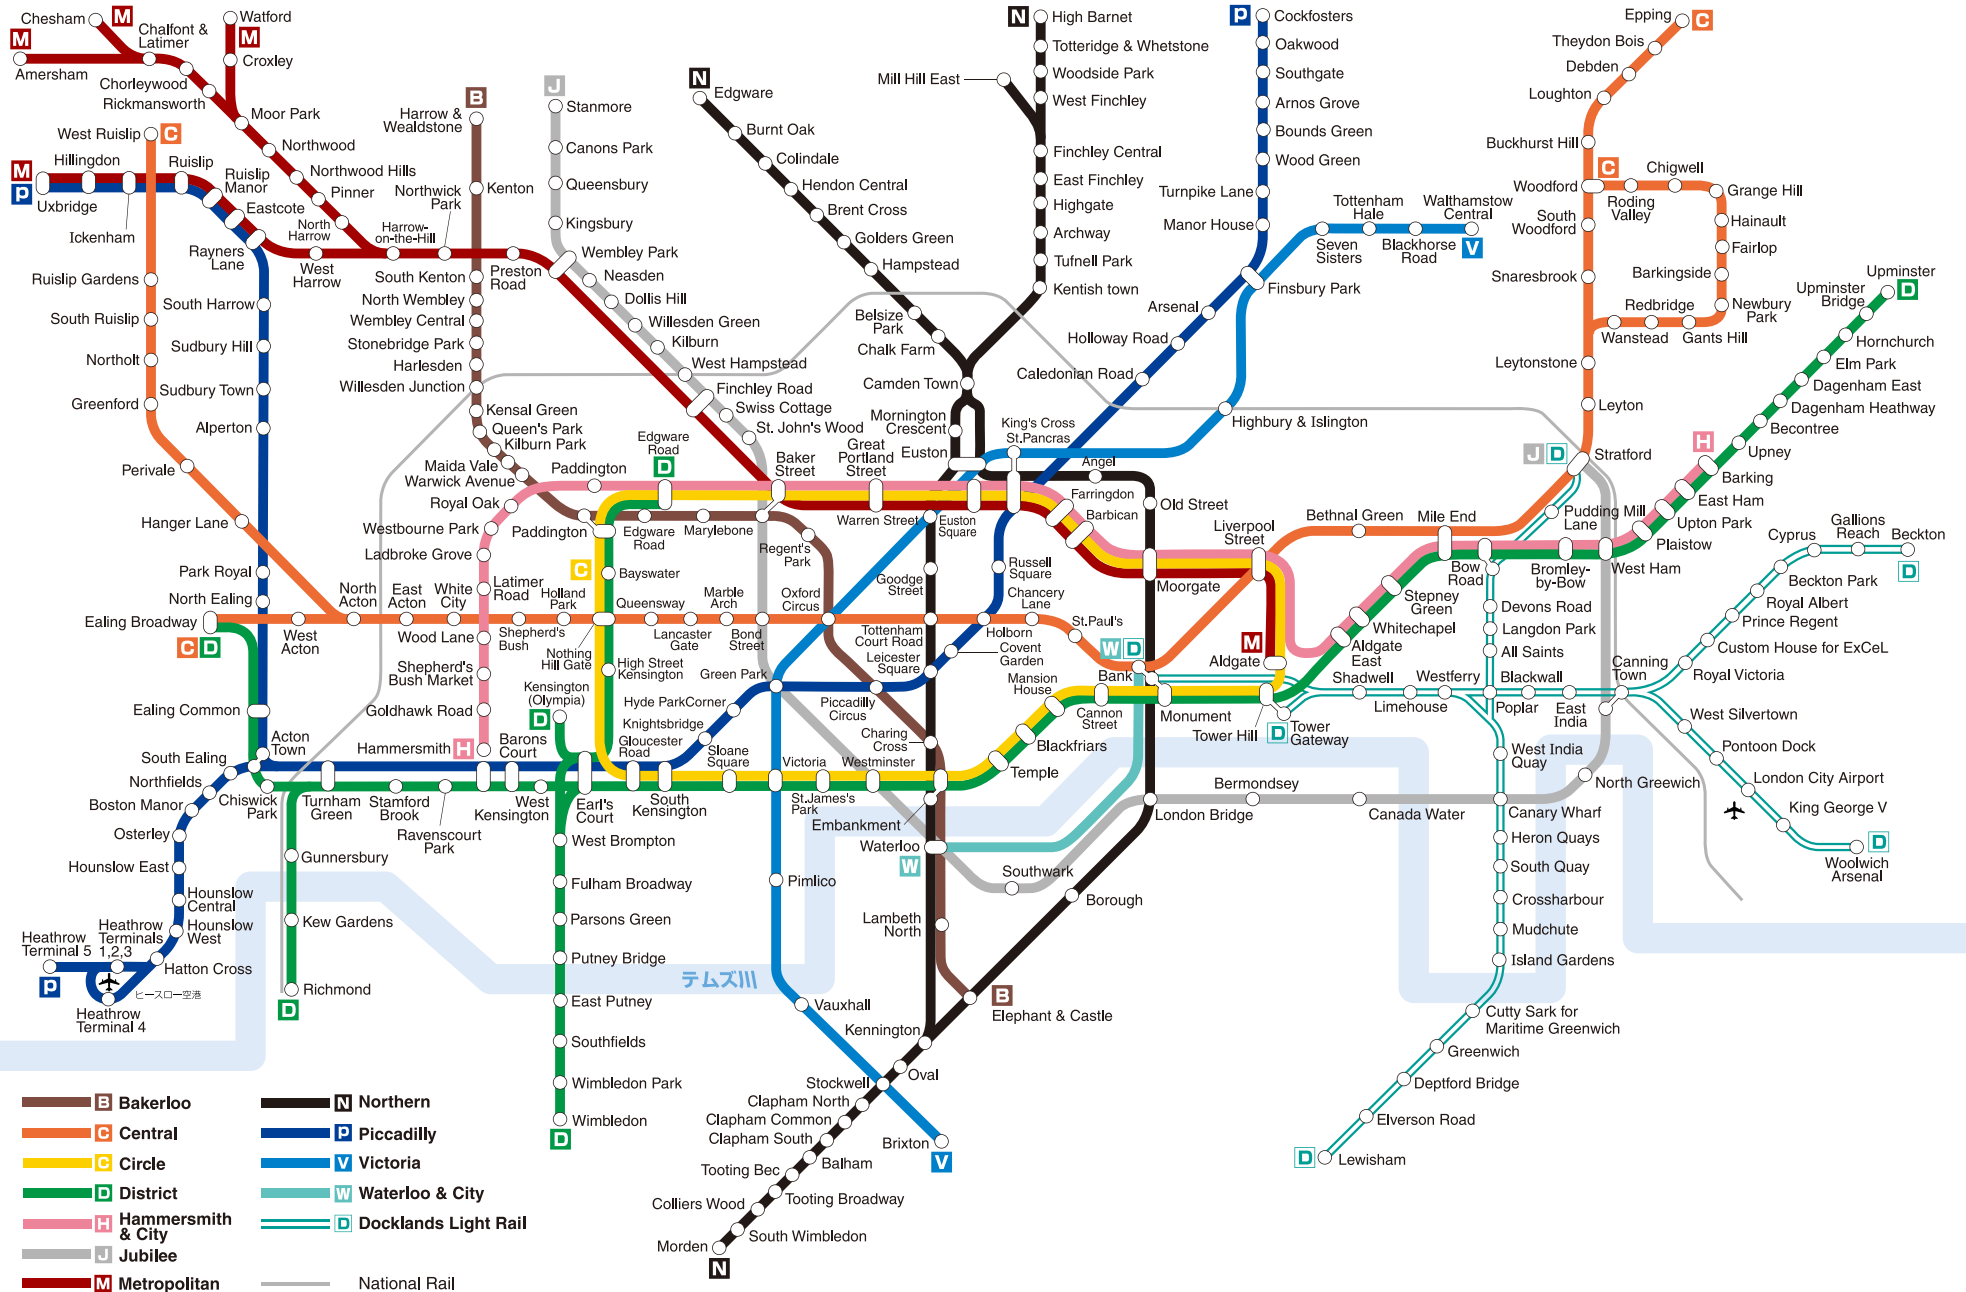 Chesham
M
Chalfont &
Latimer
M
Amersham
Chorleywood
Rickmansworth
Watford
M
Croxley
Moor Park
Northwood
Northwood Hills
Pinner
North
Harrow
Harrow-
on-the-Hill
Northwick
Park
Preston
Road
West
Harrow
West Ruislip
C
M
P
Hillingdon
Uxbridge
Ickenham
Ruislip
Ruislip
Manor
Eastcote
Rayners
Lane
Ruislip Gardens
South Ruislip
Northolt
Greenford
Perivale
Hanger Lane
South Harrow
Sudbury Hill
Sudbury Town
Alperton
Park Royal
North Ealing
Ealing Broadway
C
D
West
Acton
North
Acton
East
Acton
White
City
Ealing Common
Acton
Town
South Ealing
Northfields
Boston Manor
Osterley
Hounslow East
Hounslow
Central
Hounslow
West
Hatton Cross
Heathrow
Terminals
1,2,3
Heathrow
Terminal 5
P
Heathrow
Terminal 4
ヒースロー空港
B
Harrow &
Wealdstone
Kenton
South Kenton
North Wembley
Wembley Central
Stonebridge Park
Harlesden
Willesden Junction
Kensal Green
Queen's Park
Kilburn Park
Maida Vale
Warwick Avenue
Paddington
Royal Oak
Westbourne Park
Ladbroke Grove
Latimer
Road
Wood Lane
Shepherd's
Bush Market
Goldhawk Road
Hammersmith
H
J
Stanmore
Canons Park
Queensbury
Kingsbury
Wembley Park
Neasden
Dollis Hill
Willesden Green
Kilburn
West Hampstead
Finchley Road
Swiss Cottage
St. John's Wood
N
Edgware
Burnt Oak
Colindale
Hendon Central
Brent Cross
Golders Green
Hampstead
Belsize
Park
Chalk Farm
Camden Town
Mornington
Crescent
Euston
N
High Barnet
Totteridge & Whetstone
Mill Hill East
Woodside Park
West Finchley
Finchley Central
East Finchley
Highgate
Archway
Tufnell Park
Kentish town
P
Cockfosters
Oakwood
Southgate
Arnos Grove
Bounds Green
Wood Green
Turnpike Lane
Manor House
Finsbury Park
Arsenal
Holloway Road
Caledonian Road
Seven
Sisters
Tottenham
Hale
Blackhorse
Road
Walthamstow
Central
V
Highbury & Islington
King's Cross
St.Pancras
Angel
Old Street
Epping
C
Theydon Bois
Debden
Loughton
Buckhurst Hill
C
Woodford
Roding
Valley
Chigwell
Grange Hill
Hainault
Fairlop
Barkingside
Newbury
Park
Gants Hill
Redbridge
Wanstead
South
Woodford
Snaresbrook
Leytonstone
Leyton
Stratford
J
D
Upminster
D
Upminster
Bridge
Hornchurch
Elm Park
Dagenham East
Dagenham Heathway
Becontree
Upney
H
Barking
East Ham
Upton Park
Plaistow
West Ham
Bromley-
by-Bow
Bow
Road
Mile End
Pudding Mill
Lane
Bethnal Green
Liverpool
Street
Stepney
Green
Whitechapel
Aldgate
East
M
Aldgate
Edgware
Road
D
Baker
Street
Great
Portland
Street
Warren Street
Euston
Square
Farringdon
Barbican
Moorgate
Paddington
Edgware
Road
Marylebone
Regent's
Park
C
Bayswater
Goodge
Street
Russell
Square
Holland
Park
Shepherd's
Bush
Nothing
Hill Gate
Queensway
Lancaster
Gate
Marble
Arch
Bond
Street
Oxford
Circus
Tottenham
Court Road
Holborn
Chancery
Lane
St.Paul's
W
D
Bank
Covent
Garden
Leicester
Square
Piccadilly
Circus
Green Park
Hyde ParkCorner
Knightsbridge
High Street
Kensington
Kensington
(Olympia)
D
Barons
Court
Gloucester
Road
Sloane
Square
Victoria
Westminster
St.James's
Park
Charing
Cross
Embankment
Temple
Blackfriars
Mansion
House
Cannon
Street
Monument
Tower Hill
D
Tower
Gateway
Chiswick
Park
Turnham
Green
Stamford
Brook
Ravenscourt
Park
West
Kensington
Earl's
Court
South
Kensington
Gunnersbury
Kew Gardens
Richmond
D
West Brompton
Fulham Broadway
Parsons Green
Putney Bridge
East Putney
Southfields
Wimbledon Park
Wimbledon
D
Waterloo
W
Southwark
London Bridge
Bermondsey
Canada Water
Canary Wharf
North Greewich
Borough
Lambeth
North
B
Elephant & Castle
Kennington
Pimlico
Vauxhall
Oval
Stockwell
Brixton
V
Clapham North
Clapham Common
Clapham South
Balham
Tooting Bec
Tooting Broadway
Colliers Wood
South Wimbledon
Morden
N
テムズ川
Shadwell
Limehouse
Westferry
Poplar
Blackwall
East
India
Canning
Town
Devons Road
Langdon Park
All Saints
Royal Victoria
Custom House for ExCeL
Prince Regent
Royal Albert
Beckton Park
Cyprus
Gallions
Reach
Beckton
D
West Silvertown
Pontoon Dock
London City Airport
King George V
Woolwich
Arsenal
D
West India
Quay
Heron Quays
South Quay
Crossharbour
Mudchute
Island Gardens
Cutty Sark for
Maritime Greenwich
Greenwich
Deptford Bridge
Elverson Road
D
Lewisham
B Bakerloo
C Central
C Circle
D District
H Hammersmith
& City
J Jubilee
M Metropolitan
N Northern
P Piccadilly
V Victoria
W Waterloo & City
D Docklands Light Rail
National Rail